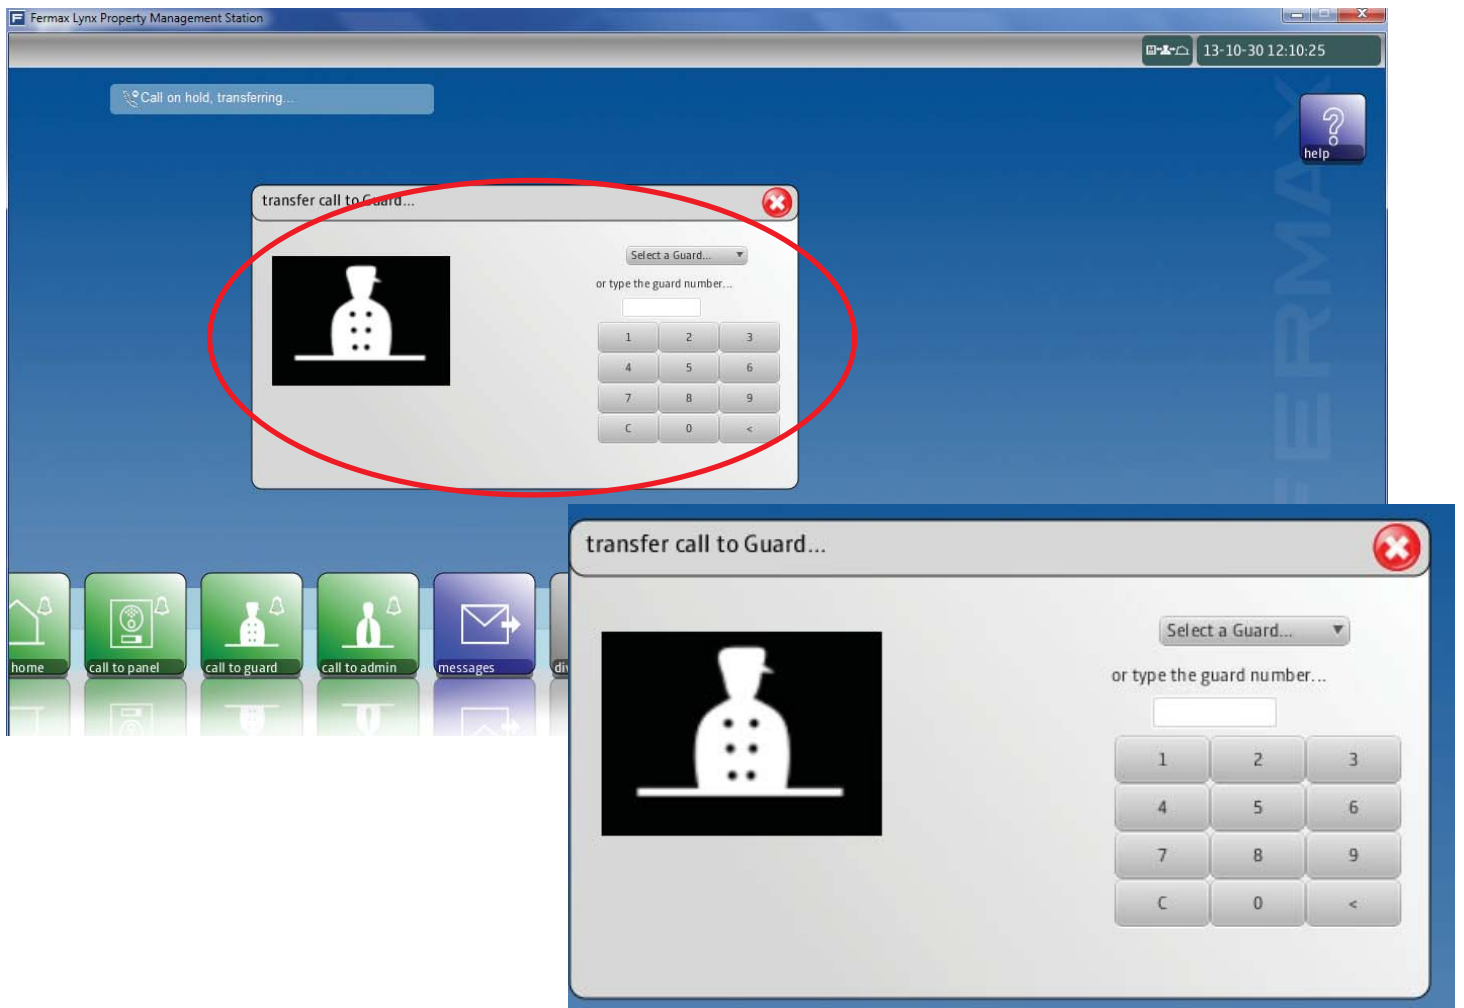 Fermax Lynx Property Management Station
13-10-30 12:10:25
Call on hold, transferring...
help
transfer call to Guard...
Select a Guard...
or type the guard number...
1 2 3
4 5 6
7 8 9
C 0 <
FERMAX
home
call to panel
call to guard
call to admin
messages
div
transfer call to Guard...
Select a Guard...
or type the guard number...
1 2 3
4 5 6
7 8 9
C 0 <